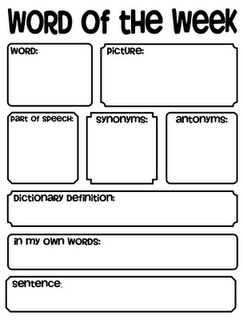 WORD OF THE WEEK
WORD:
PICTURE:
PART OF SPEECH:
SYNONYMS:
ANTONYMS:
DICTIONARY DEFINITION:
IN MY OWN WORDS:
SENTENCE: